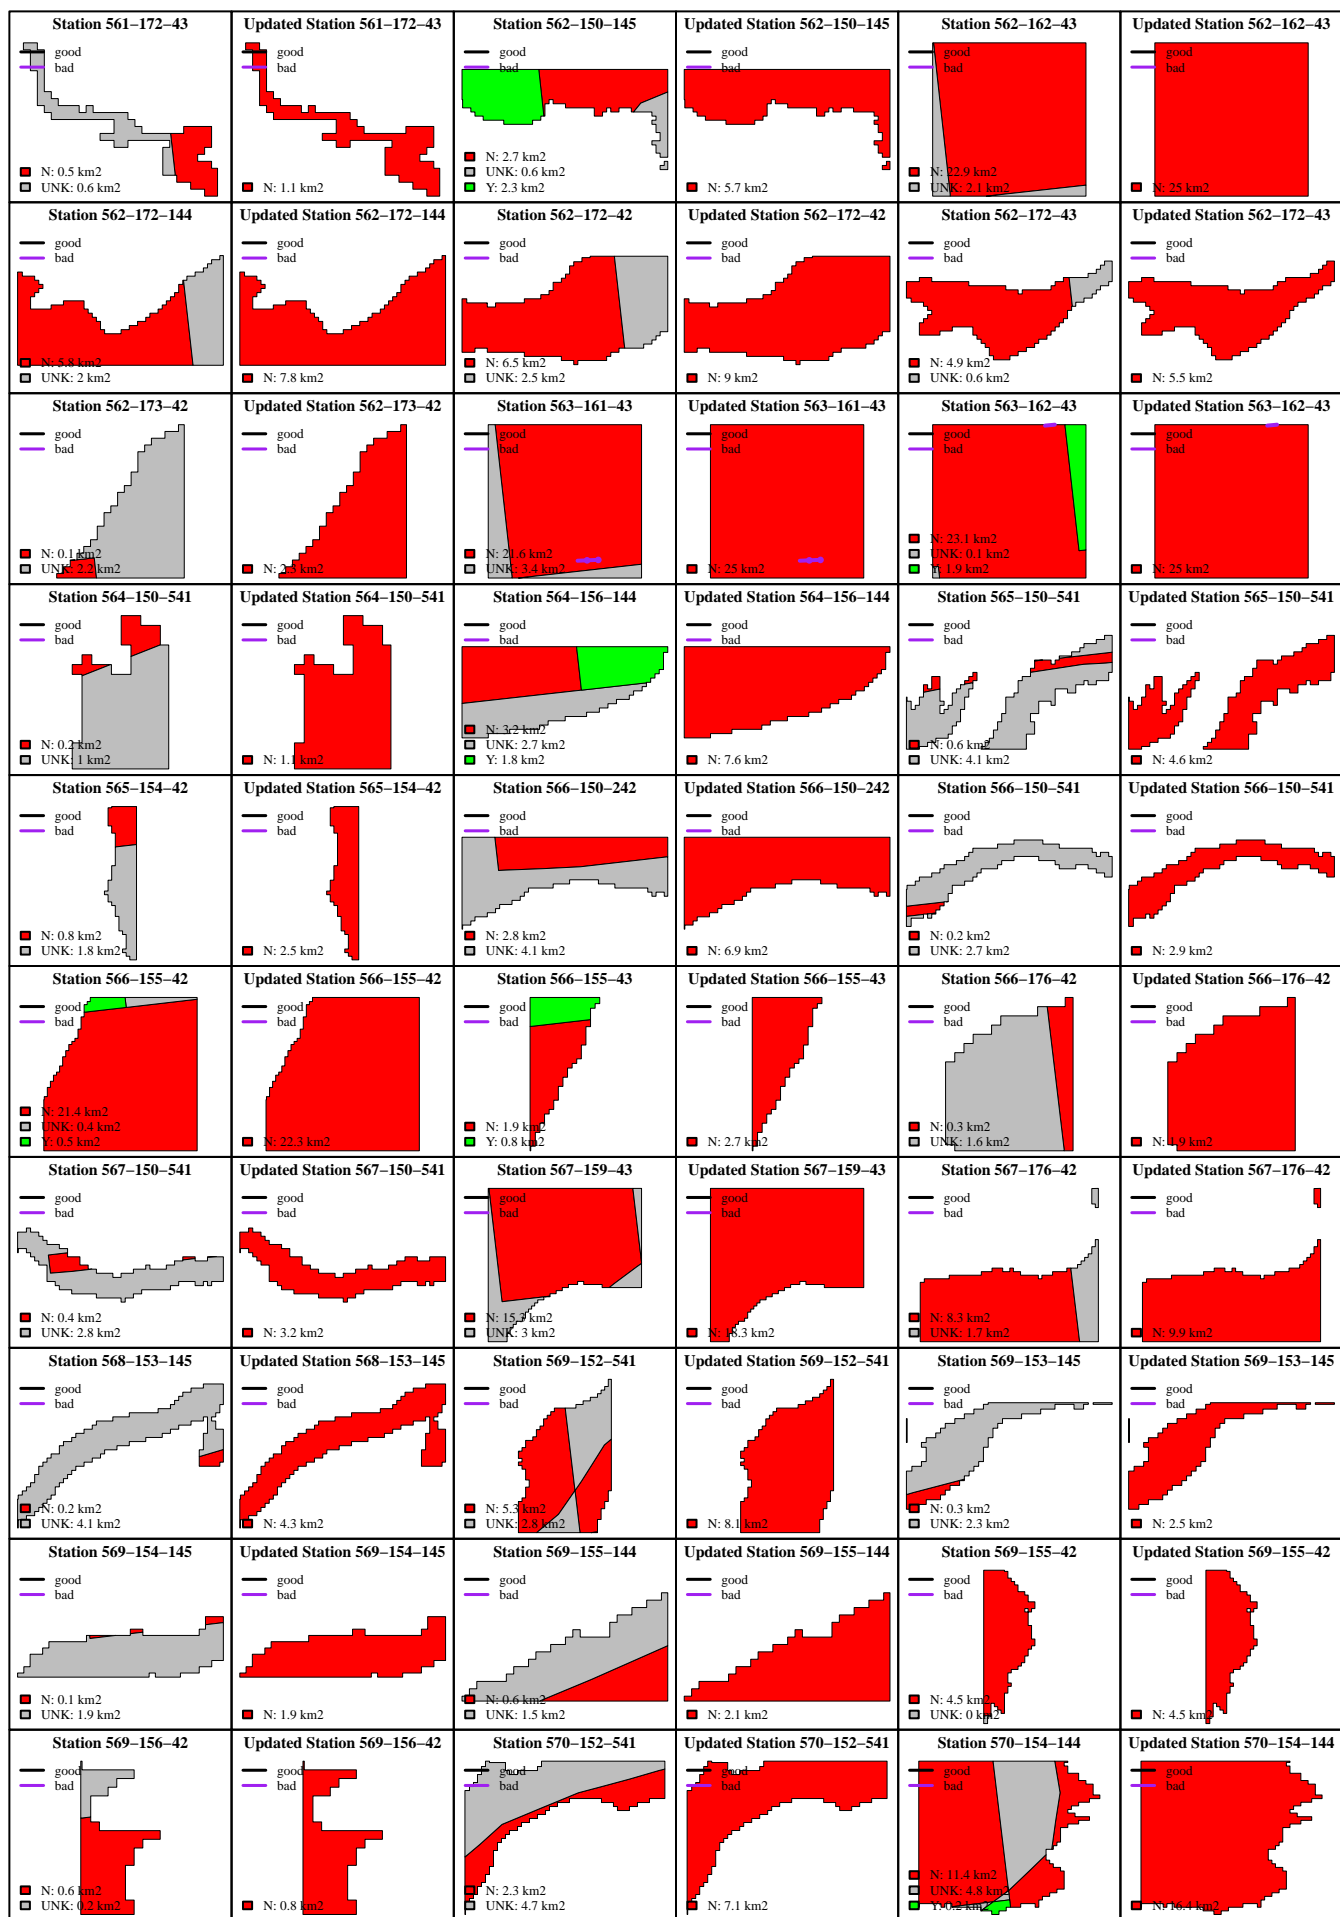 Station 561−172−43
good
bad
N: 0.5 km2
UNK: 0.6 km2
Updated Station 561−172−43
good
bad
N: 1.1 km2
Station 562−150−145
good
bad
N: 2.7 km2
UNK: 0.6 km2
Y: 2.3 km2
Updated Station 562−150−145
good
bad
N: 5.7 km2
Station 562−162−43
good
bad
N: 22.9 km2
UNK: 2.1 km2
Updated Station 562−162−43
good
bad
N: 25 km2
Station 562−172−144
good
bad
N: 5.8 km2
UNK: 2 km2
Updated Station 562−172−144
good
bad
N: 7.8 km2
Station 562−172−42
good
bad
N: 6.5 km2
UNK: 2.5 km2
Updated Station 562−172−42
good
bad
N: 9 km2
Station 562−172−43
good
bad
N: 4.9 km2
UNK: 0.6 km2
Updated Station 562−172−43
good
bad
N: 5.5 km2
Station 562−173−42
good
bad
N: 0.1 km2
UNK: 2.2 km2
Updated Station 562−173−42
good
bad
N: 2.3 km2
Station 563−161−43
good
bad
N: 21.6 km2
UNK: 3.4 km2
Updated Station 563−161−43
good
bad
N: 25 km2
Station 563−162−43
good
bad
N: 23.1 km2
UNK: 0.1 km2
Y: 1.9 km2
Updated Station 563−162−43
good
bad
N: 25 km2
Station 564−150−541
good
bad
N: 0.2 km2
UNK: 1 km2
Updated Station 564−150−541
good
bad
N: 1.1 km2
Station 564−156−144
good
bad
N: 3.2 km2
UNK: 2.7 km2
Y: 1.8 km2
Updated Station 564−156−144
good
bad
N: 7.6 km2
Station 565−150−541
good
bad
N: 0.6 km2
UNK: 4.1 km2
Updated Station 565−150−541
good
bad
N: 4.6 km2
Station 565−154−42
good
bad
N: 0.8 km2
UNK: 1.8 km2
Updated Station 565−154−42
good
bad
N: 2.5 km2
Station 566−150−242
good
bad
N: 2.8 km2
UNK: 4.1 km2
Updated Station 566−150−242
good
bad
N: 6.9 km2
Station 566−150−541
good
bad
N: 0.2 km2
UNK: 2.7 km2
Updated Station 566−150−541
good
bad
N: 2.9 km2
Station 566−155−42
good
bad
N: 21.4 km2
UNK: 0.4 km2
Y: 0.5 km2
Updated Station 566−155−42
good
bad
N: 22.3 km2
Station 566−155−43
good
bad
N: 1.9 km2
Y: 0.8 km2
Updated Station 566−155−43
good
bad
N: 2.7 km2
Station 566−176−42
good
bad
N: 0.3 km2
UNK: 1.6 km2
Updated Station 566−176−42
good
bad
N: 1.9 km2
Station 567−150−541
good
bad
N: 0.4 km2
UNK: 2.8 km2
Updated Station 567−150−541
good
bad
N: 3.2 km2
Station 567−159−43
good
bad
N: 15.3 km2
UNK: 3 km2
Updated Station 567−159−43
good
bad
N: 18.3 km2
Station 567−176−42
good
bad
N: 8.3 km2
UNK: 1.7 km2
Updated Station 567−176−42
good
bad
N: 9.9 km2
Station 568−153−145
good
bad
N: 0.2 km2
UNK: 4.1 km2
Updated Station 568−153−145
good
bad
N: 4.3 km2
Station 569−152−541
good
bad
N: 5.3 km2
UNK: 2.8 km2
Updated Station 569−152−541
good
bad
N: 8.1 km2
Station 569−153−145
good
bad
N: 0.3 km2
UNK: 2.3 km2
Updated Station 569−153−145
good
bad
N: 2.5 km2
Station 569−154−145
good
bad
N: 0.1 km2
UNK: 1.9 km2
Updated Station 569−154−145
good
bad
N: 1.9 km2
Station 569−155−144
good
bad
N: 0.6 km2
UNK: 1.5 km2
Updated Station 569−155−144
good
bad
N: 2.1 km2
Station 569−155−42
good
bad
N: 4.5 km2
UNK: 0 km2
Updated Station 569−155−42
good
bad
N: 4.5 km2
Station 569−156−42
good
bad
N: 0.6 km2
UNK: 0.2 km2
Updated Station 569−156−42
good
bad
N: 0.8 km2
Station 570−152−541
good
bad
N: 2.3 km2
UNK: 4.7 km2
Updated Station 570−152−541
good
bad
N: 7.1 km2
Station 570−154−144
good
bad
N: 11.4 km2
UNK: 4.8 km2
Y: 0.2 km2
Updated Station 570−154−144
good
bad
N: 16.4 km2